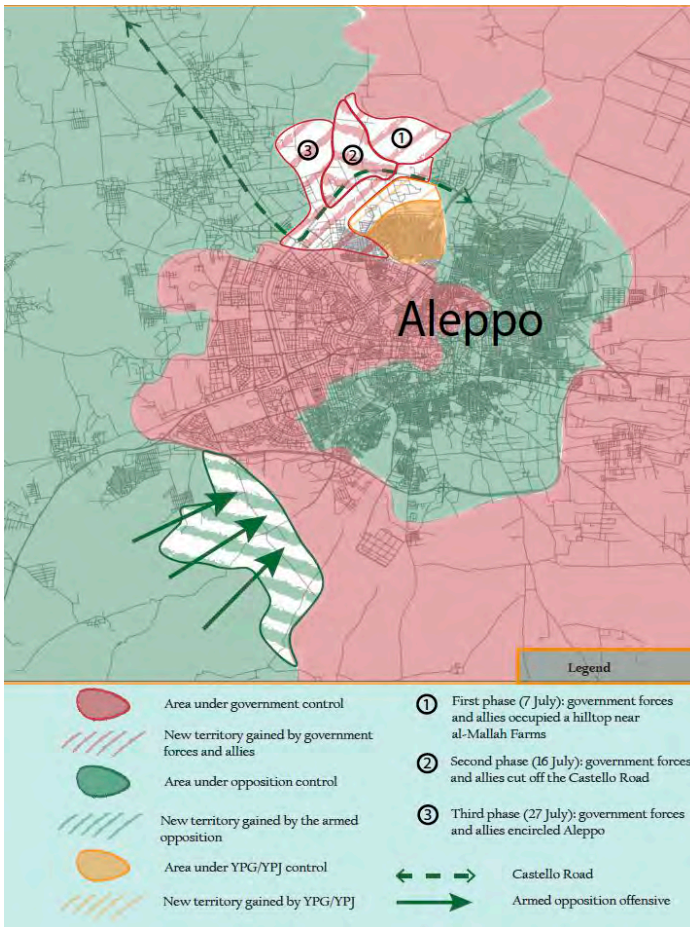 1
2
3
Aleppo
Legend
Area under government control
New territory gained by government
forces and allies
Area under opposition control
New territory gained by the armed
opposition
Area under YPG/YPJ control
New territory gained by YPG/YPJ
1 First phase (7 July): government forces
and allies occupied a hilltop near
al-Mallah Farms
2 Second phase (16 July): government forces
and allies cut off the Castello Road
3 Third phase (27 July): government forces
and allies encircled Aleppo
Castello Road
Armed opposition offensive